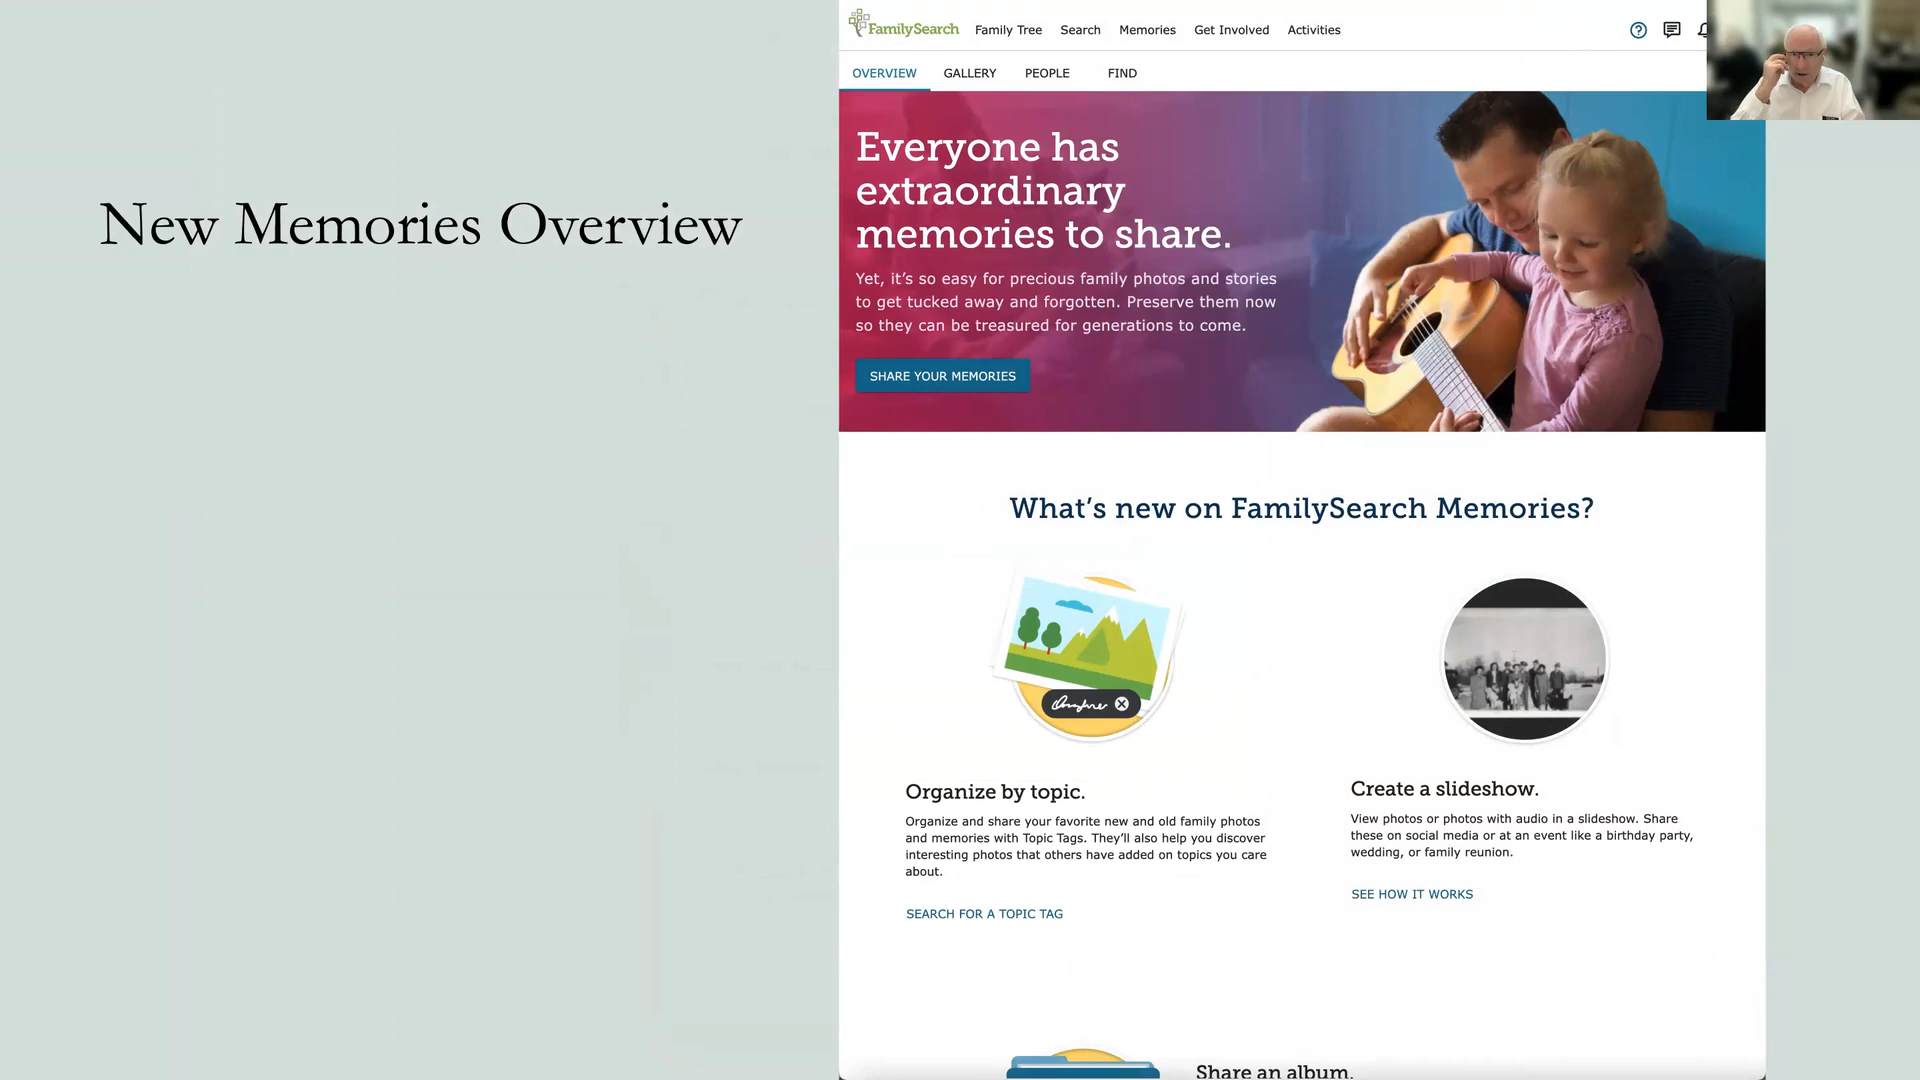 New Memories Overview
FamilySearch
Family Tree
Search
Memories
Get Involved
Activities
OVERVIEW
GALLERY
PEOPLE
FIND
Everyone has
extraordinary
memories to share.
Yet, it’s so easy for precious family photos and stories
to get tucked away and forgotten. Preserve them now
so they can be treasured for generations to come.
SHARE YOUR MEMORIES
What’s new on FamilySearch Memories?
Organize by topic.
Organize and share your favorite new and old family photos
and memories with Topic Tags. They’ll also help you discover
interesting photos that others have added on topics you care
about.
SEARCH FOR A TOPIC TAG
Create a slideshow.
View photos or photos with audio in a slideshow. Share
these on social media or at an event like a birthday party,
wedding, or family reunion.
SEE HOW IT WORKS
Share an album.